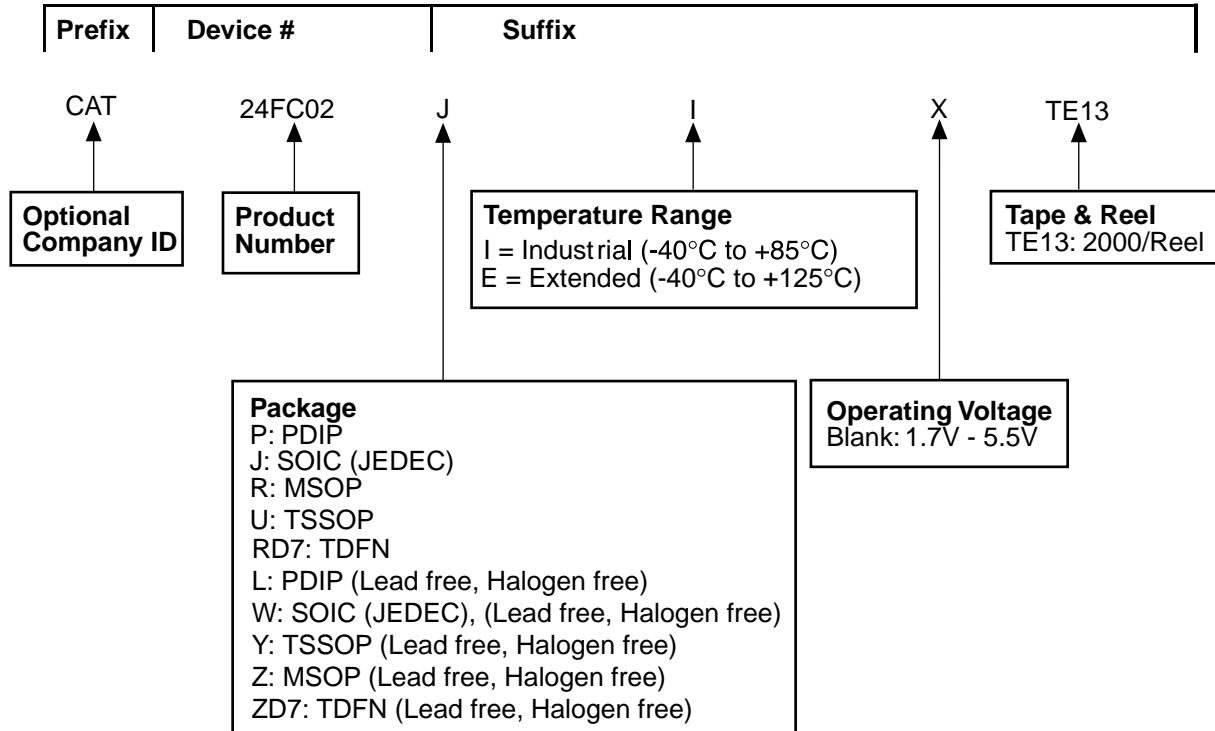 Prefix Device # Suffix
CAT 24FC02 J I X TE13
Optional
Company ID
Product
Number
Temperature Range
I = Industrial (-40°C to +85°C)
E = Extended (-40°C to +125°C)
Tape & Reel
TE13: 2000/Reel
Package
P: PDIP
J: SOIC (JEDEC)
R: MSOP
U: TSSOP
RD7: TDFN
L: PDIP (Lead free, Halogen free)
W: SOIC (JEDEC), (Lead free, Halogen free)
Y: TSSOP (Lead free, Halogen free)
Z: MSOP (Lead free, Halogen free)
ZD7: TDFN (Lead free, Halogen free)
Operating Voltage
Blank: 1.7V - 5.5V